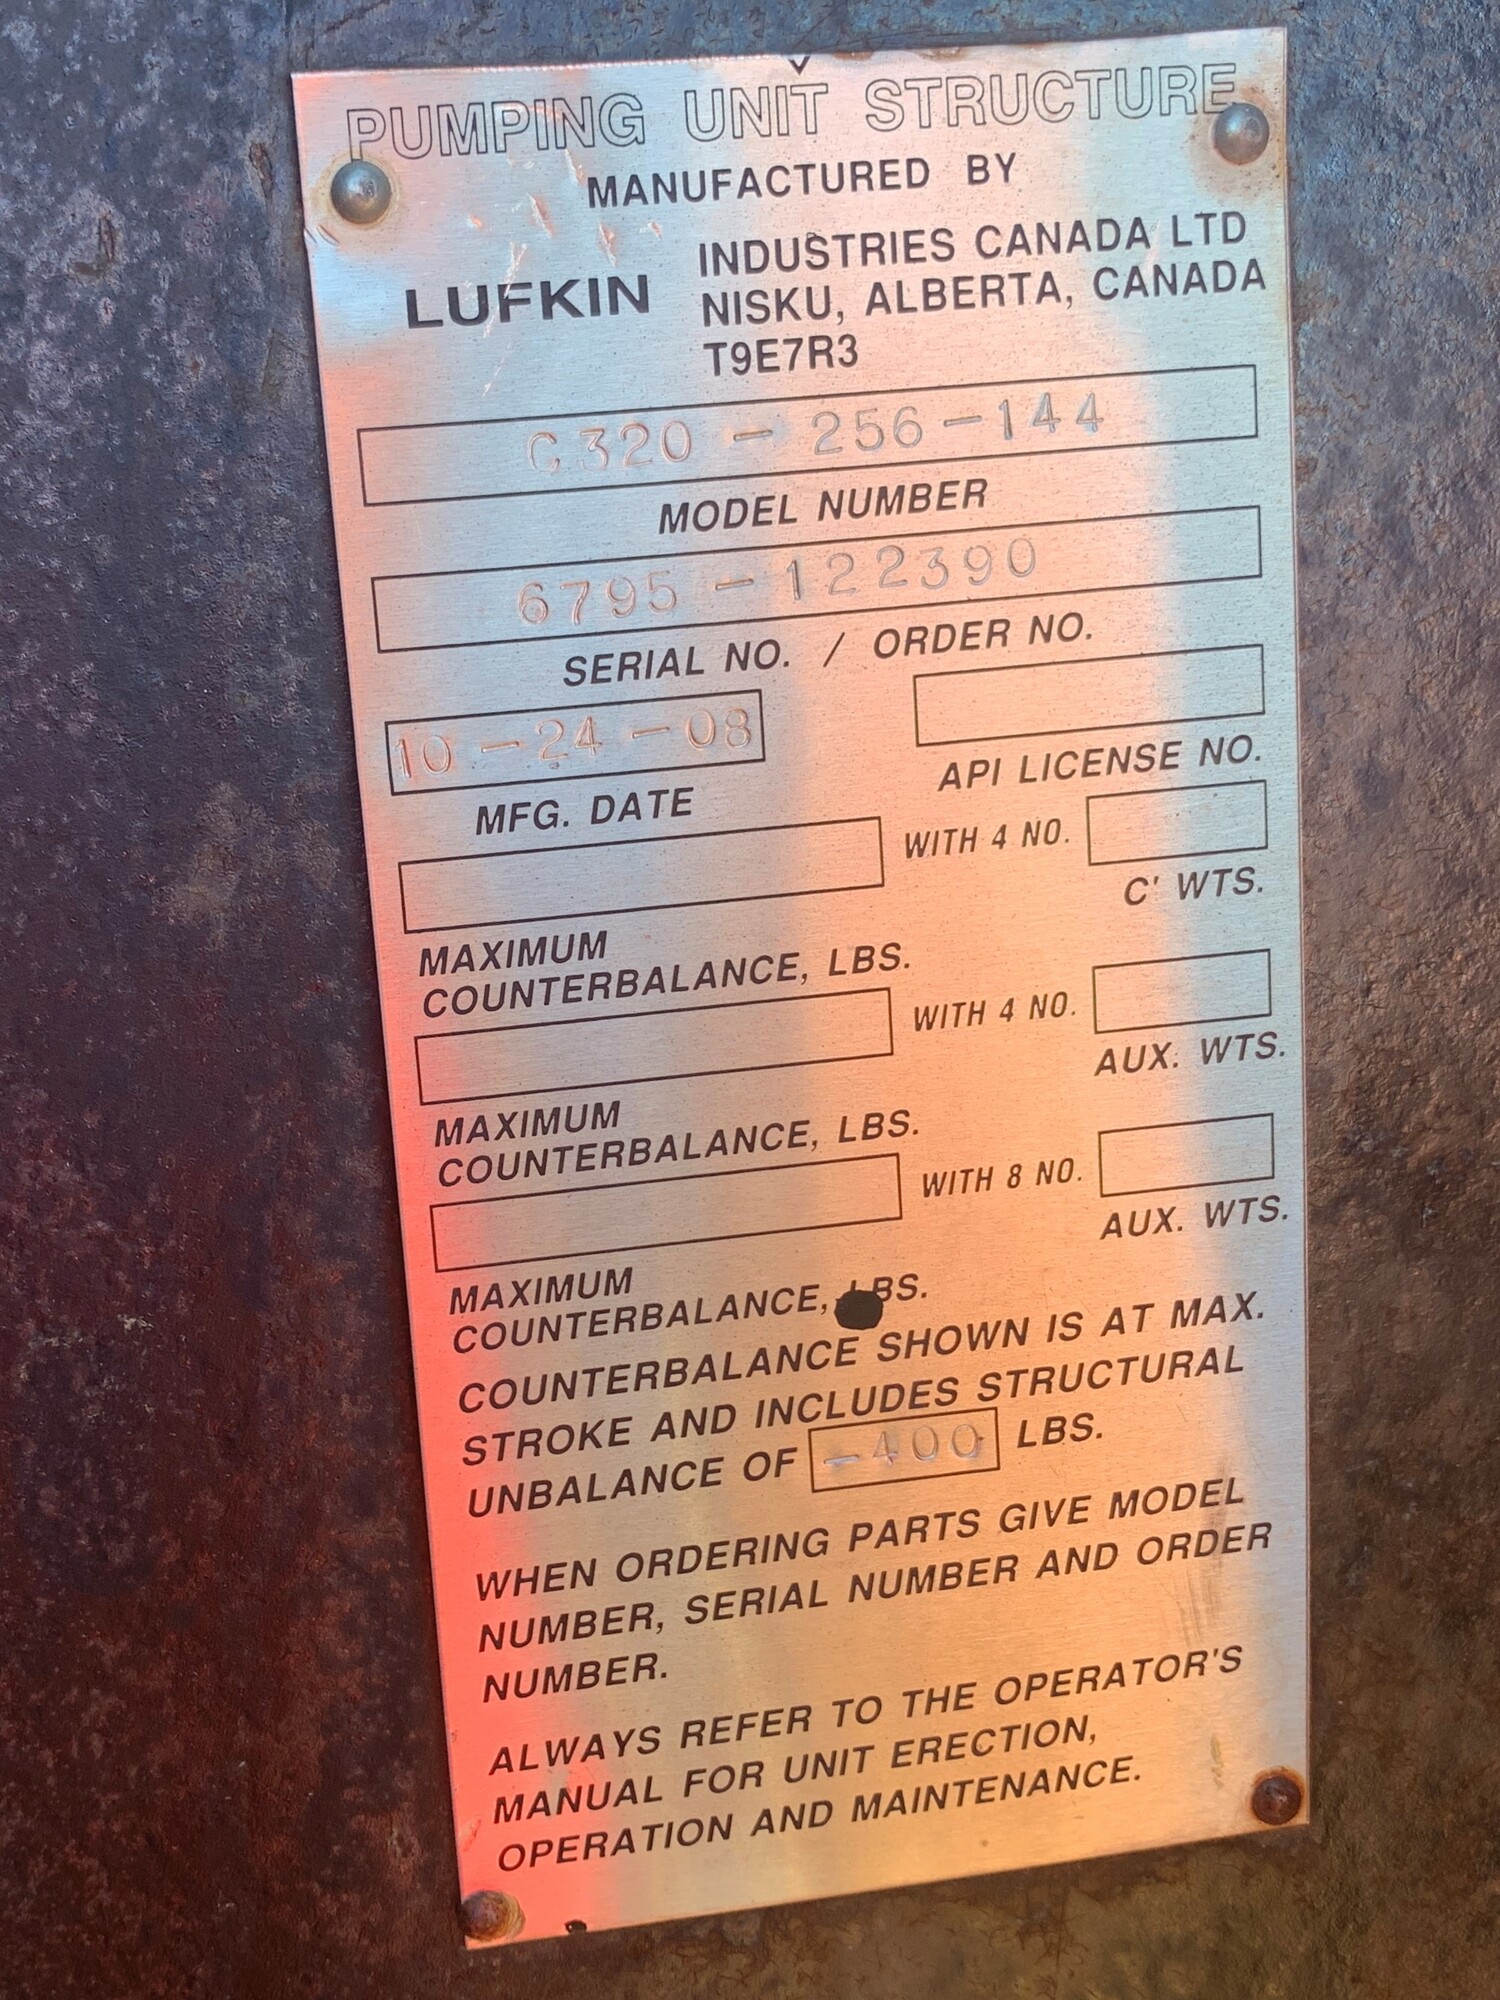 PUMPING UNIT STRUCTURE
MANUFACTURED BY
LUFKIN
INDUSTRIES CANADA LTD
NISKU, ALBERTA, CANADA
T9E7R3
C320-256-144
MODEL NUMBER
6795-122390
SERIAL NO. / ORDER NO.
10-24-08
MFG. DATE
API LICENSE NO.
WITH 4 NO.
C' WTS.
MAXIMUM
COUNTERBALANCE, LBS.
WITH 4 NO.
AUX. WTS.
MAXIMUM
COUNTERBALANCE, LBS.
WITH 8 NO.
AUX. WTS.
MAXIMUM
COUNTERBALANCE, LBS.
COUNTERBALANCE SHOWN IS AT MAX.
STROKE AND INCLUDES STRUCTURAL
UNBALANCE OF -400 LBS.
WHEN ORDERING PARTS GIVE MODEL
NUMBER, SERIAL NUMBER AND ORDER
NUMBER.
ALWAYS REFER TO THE OPERATOR'S
MANUAL FOR UNIT ERECTION,
OPERATION AND MAINTENANCE.